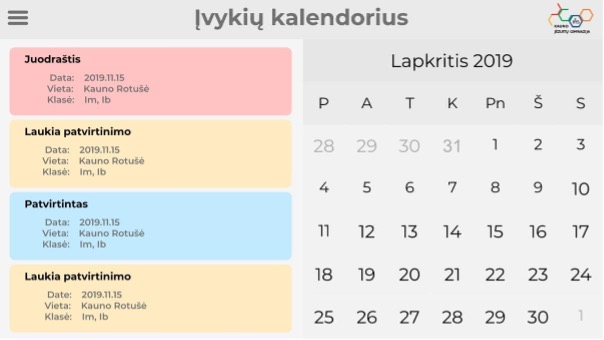 Įvykių kalendorius
KAUNO
JĖZUITŲ GIMNAZIJA
Juodraštis
Data: 2019.11.15
Vieta: Kauno Rotušė
Klasė: Im, Ib
Laukia patvirtinimo
Data: 2019.11.15
Vieta: Kauno Rotušė
Klasė: Im, Ib
Patvirtintas
Data: 2019.11.15
Vieta: Kauno Rotušė
Klasė: Im, Ib
Laukia patvirtinimo
Date: 2019.11.15
Vieta: Kauno Rotušė
Klasė: Im, Ib
Lapkritis 2019
P A T K Pn Š S
28 29 30 31 1 2 3
4 5 6 7 8 9 10
11 12 13 14 15 16 17
18 19 20 21 22 23 24
25 26 27 28 29 30 1